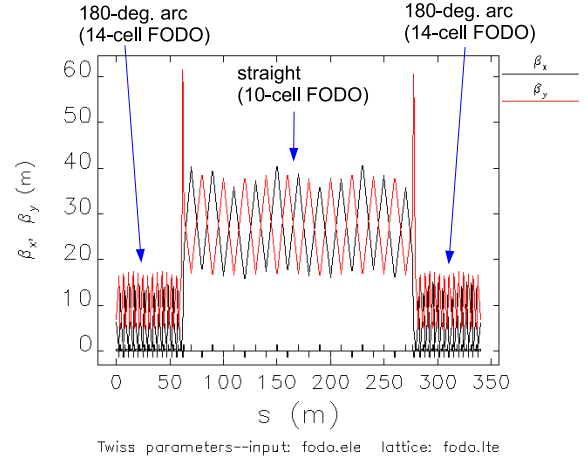 180-deg. arc
(14-cell FODO)
180-deg. arc
(14-cell FODO)
straight
(10-cell FODO)
βx
βy
60
50
40
30
20
10
0
βx, βy (m)
0 50 100 150 200 250 300 350
s (m)
Twiss parameters--input: fodo.ele lattice: fodo.lte